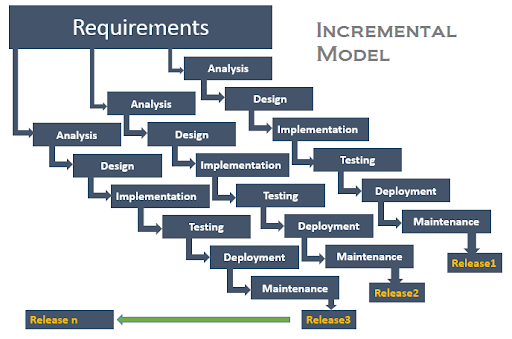 Requirements
INCREMENTAL
MODEL
Analysis
Design
Implementation
Testing
Deployment
Maintenance
Release1
Analysis
Design
Implementation
Testing
Deployment
Maintenance
Release2
Analysis
Design
Implementation
Testing
Deployment
Maintenance
Release3
Release n